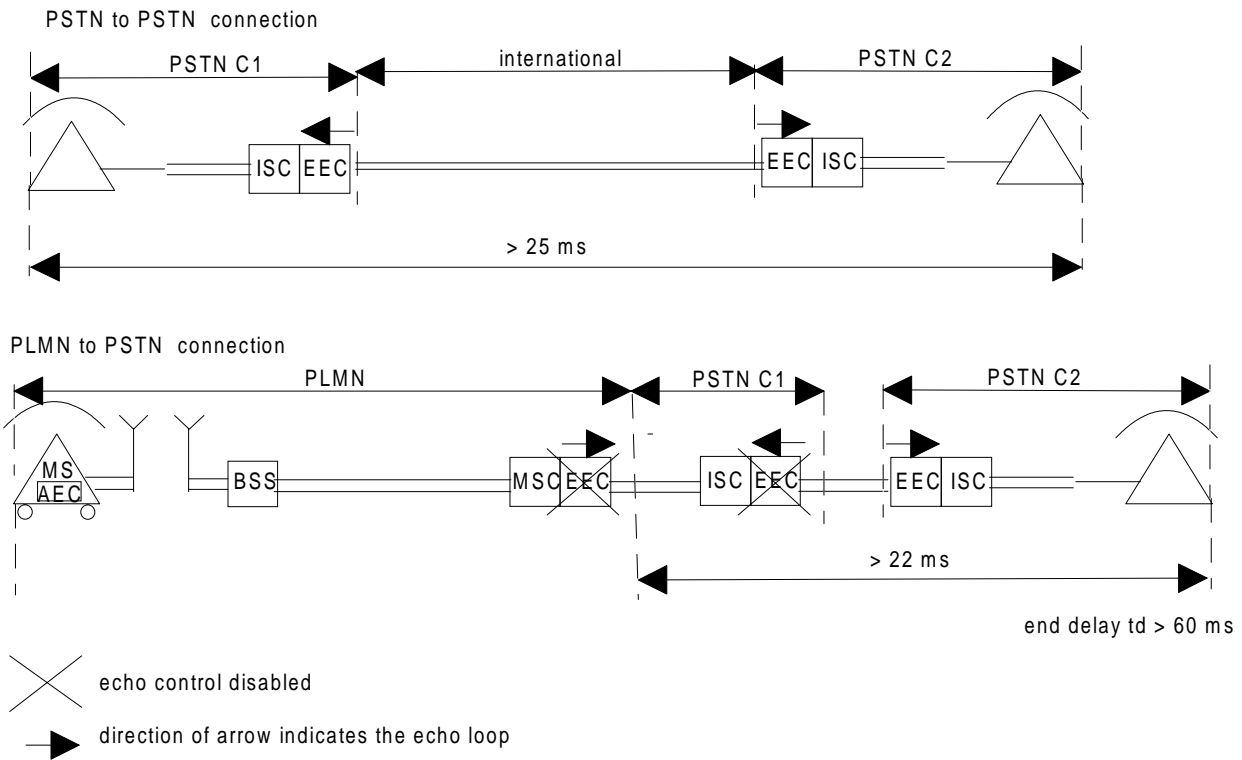 PSTN to PSTN connection
PSTN C1
international
PSTN C2
ISC EEC
EEC ISC
> 25 ms
PLMN to PSTN connection
PLMN
PSTN C1
PSTN C2
MS
AEC
BSS
MSC EEC
ISC EEC
EEC ISC
> 22 ms
end delay td > 60 ms
echo control disabled
direction of arrow indicates the echo loop